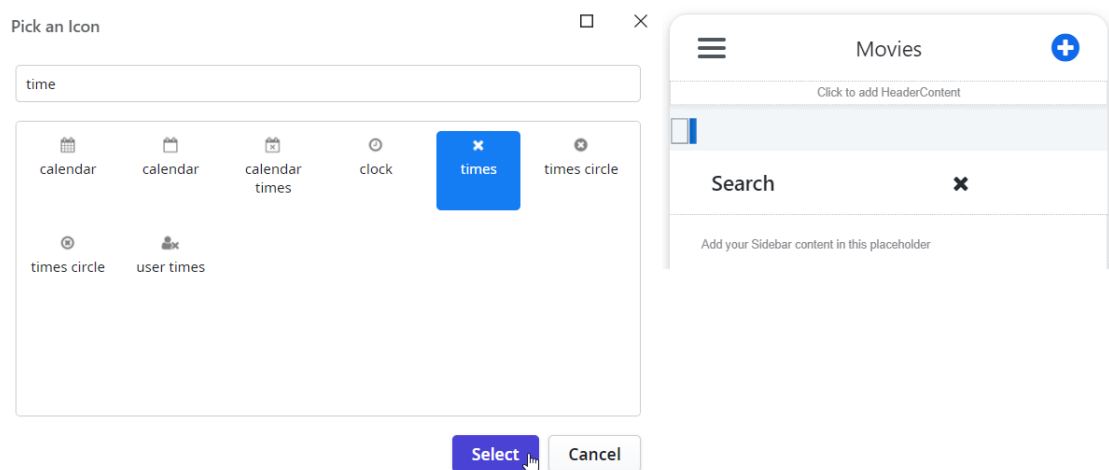 Pick an Icon
time
calendar
calendar
calendar
times
clock
times
times circle
times circle
user times
Select
Cancel
Movies
Click to add HeaderContent
Search
Add your Sidebar content in this placeholder